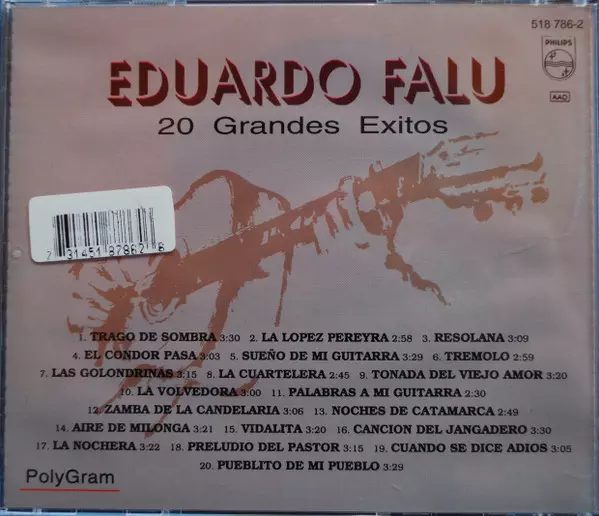 518 786-2
PHILIPS
EDUARDO FALU
AAD
20 Grandes Exitos
7 31451 87862 8
1. TRAGO DE SOMBRA 3:30 2. LA LOPEZ PEREYRA 2:58 3. RESOLANA 3:09
4. EL CONDOR PASA 3:03 5. SUEÑO DE MI GUITARRA 3:29 6. TREMOLO 2:59
7. LAS GOLONDRINAS 3:15 8. LA CUARTELERA 2:45 9. TONADA DEL VIEJO AMOR 3:20
10. LA VOLVEDORA 3:00 11. PALABRAS A MI GUITARRA 2:30
12. ZAMBA DE LA CANDELARIA 3:06 13. NOCHES DE CATAMARCA 2:49
14. AIRE DE MILONGA 3:21 15. VIDALITA 3:20 16. CANCION DEL JANGADERO 3:30
17. LA NOCHERA 3:22 18. PRELUDIO DEL PASTOR 3:15 19. CUANDO SE DICE ADIOS 3:05
20. PUEBLITO DE MI PUEBLO 3:29
PolyGram